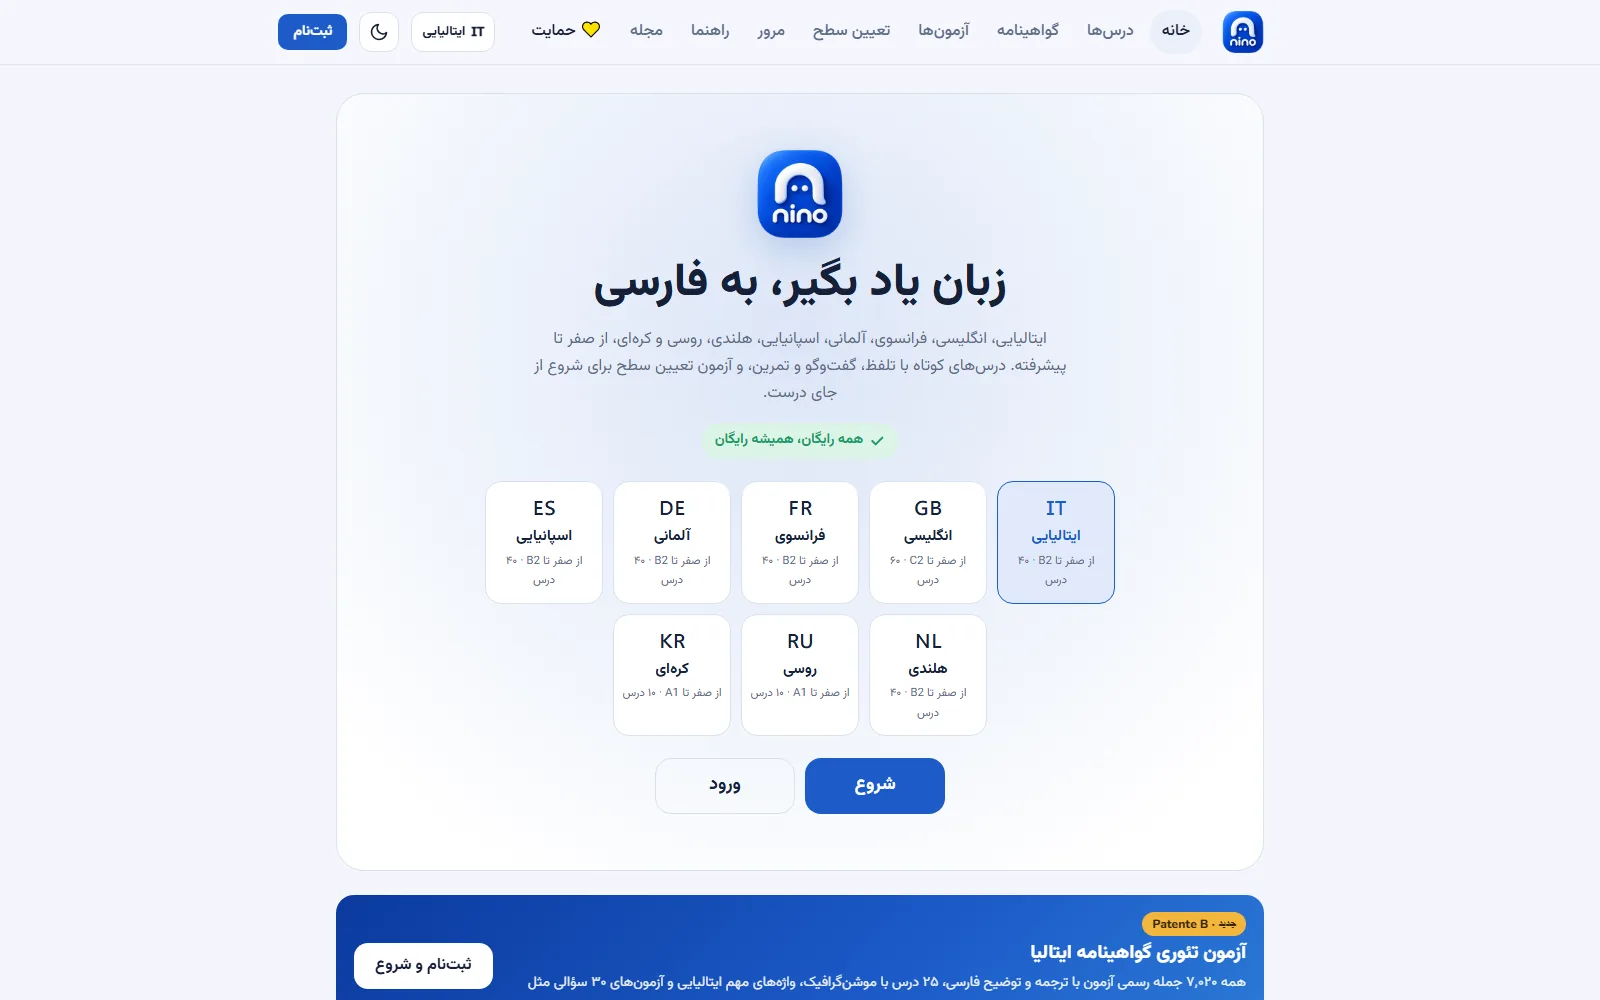 nino
خانه
درس‌ها
گواهینامه
آزمون‌ها
تعیین سطح
مرور
راهنما
مجله
حمایت
IT ایتالیایی
ثبت‌نام
nino
زبان یاد بگیر، به فارسی
ایتالیایی، انگلیسی، فرانسوی، آلمانی، اسپانیایی، هلندی، روسی و کره‌ای، از صفر تا
پیشرفته. درس‌های کوتاه با تلفظ، گفت‌وگو و تمرین، و آزمون تعیین سطح برای شروع از
جای درست.
همه رایگان، همیشه رایگان
IT
ایتالیایی
از صفر تا B2 · ۴۰
درس
GB
انگلیسی
از صفر تا C2 · ۶۰
درس
FR
فرانسوی
از صفر تا B2 · ۴۰
درس
DE
آلمانی
از صفر تا B2 · ۴۰
درس
ES
اسپانیایی
از صفر تا B2 · ۴۰
درس
NL
هلندی
از صفر تا B2 · ۴۰
درس
RU
روسی
از صفر تا A1 · ۱۰ درس
KR
کره‌ای
از صفر تا A1 · ۱۰ درس
شروع
ورود
جدید · Patente B
آزمون تئوری گواهینامه ایتالیا
همه ۷,۰۲۰ جمله رسمی آزمون با ترجمه و توضیح فارسی، ۲۵ درس با موشن‌گرافیک، واژه‌های مهم ایتالیایی و آزمون‌های ۳۰ سؤالی مثل
ثبت‌نام و شروع